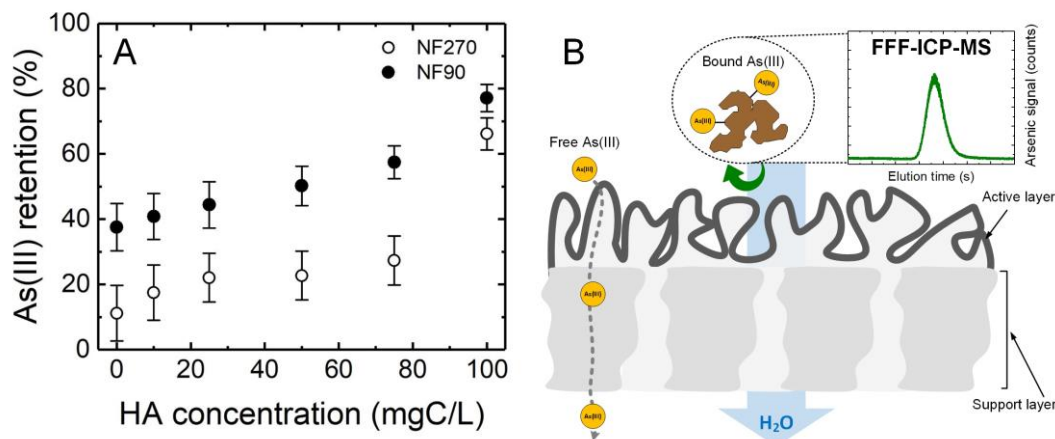 A
NF270
NF90
As(III) retention (%)
100
80
60
40
20
0
0 20 40 60 80 100
HA concentration (mgC/L)
B
Bound As(III)
As(III)
As(III)
FFF-ICP-MS
Arsenic signal (counts)
Elution time (s)
Free As(III)
As(III)
Active layer
As(III)
As(III)
H₂O
Support layer